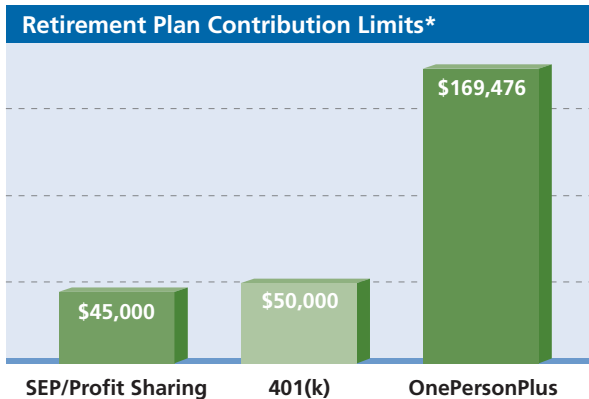 Retirement Plan Contribution Limits*
$169,476
$45,000
$50,000
SEP/Profit Sharing
401(k)
OnePersonPlus